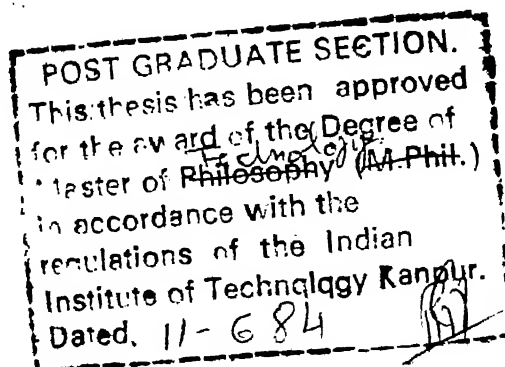 POST GRADUATE SECTION.
This thesis has been approved
for the award of the Degree of
technology
Master of Philosophy (M.Phil.)
in accordance with the
regulations of the Indian
Institute of Technology Kanpur.
Dated. 11-6 84